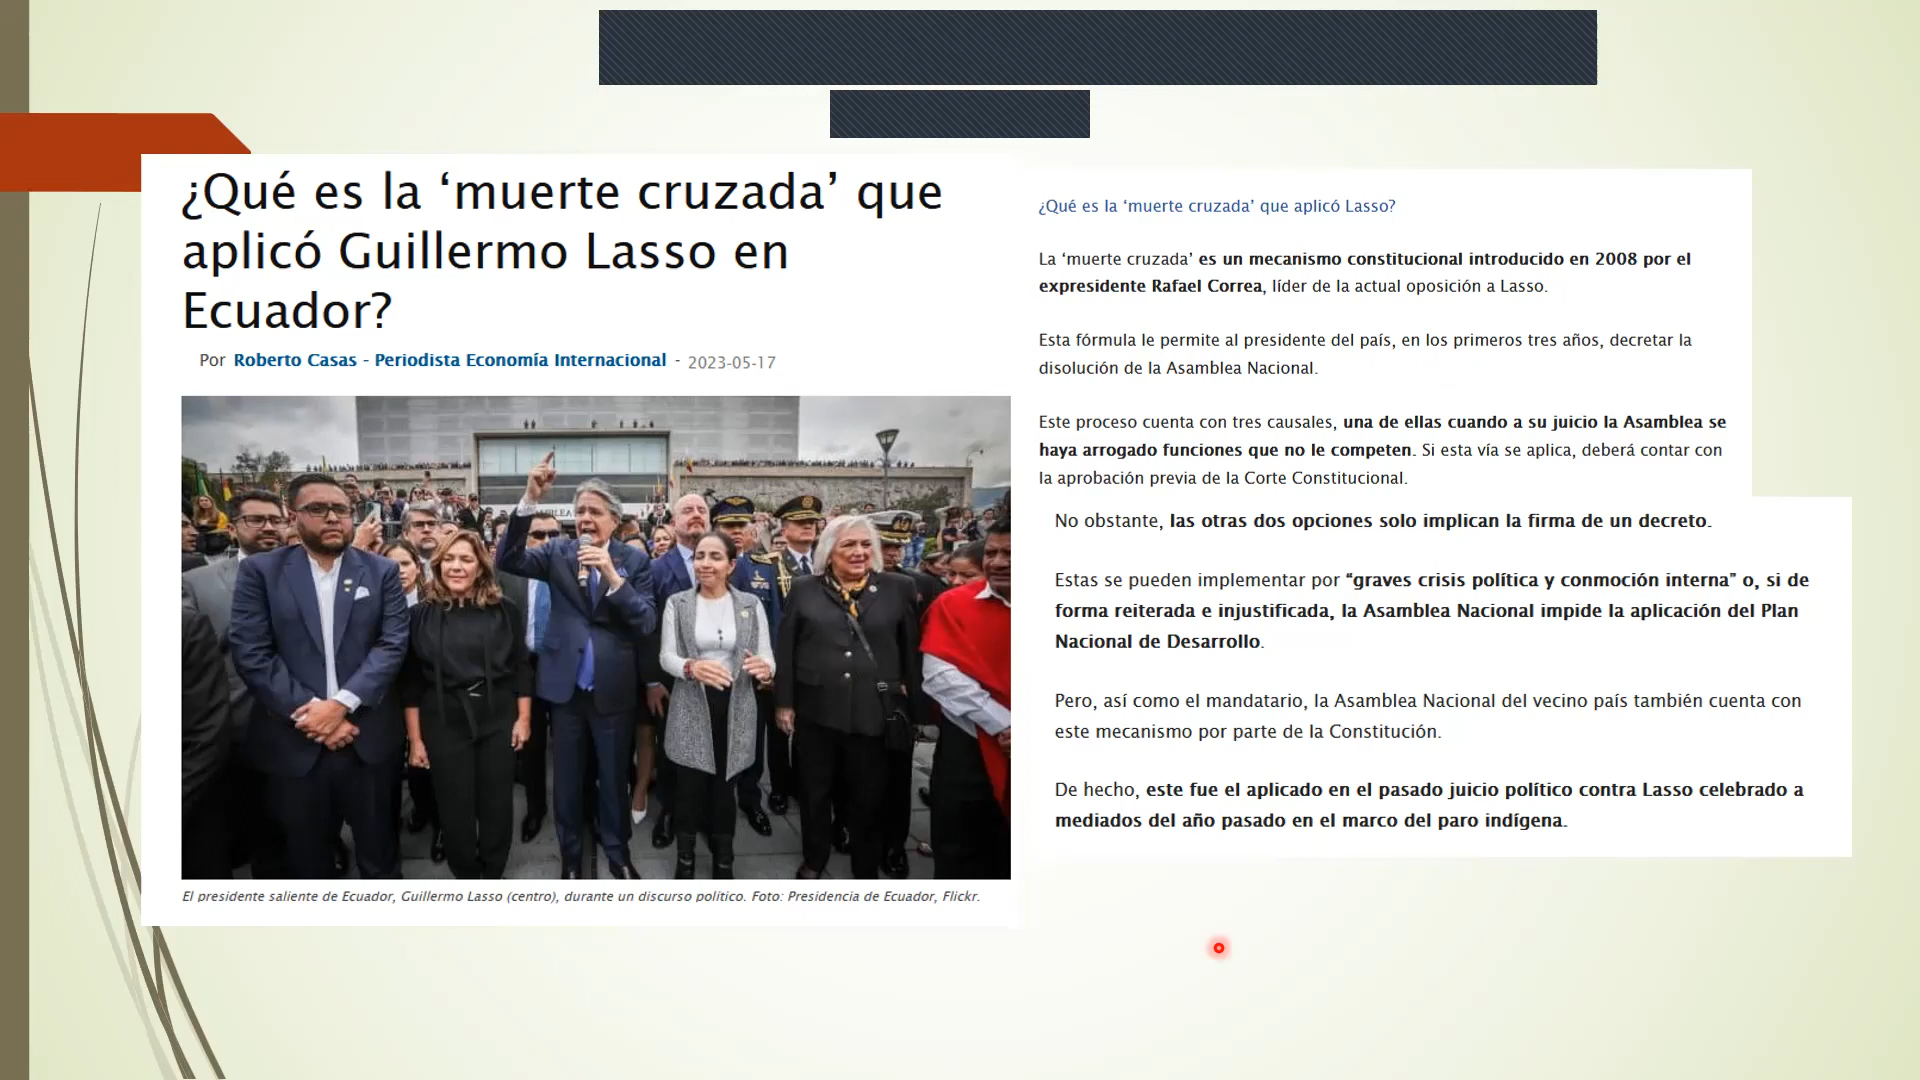 ¿Qué es la ‘muerte cruzada’ que
aplicó Guillermo Lasso en
Ecuador?
Por Roberto Casas - Periodista Economía Internacional - 2023-05-17
El presidente saliente de Ecuador, Guillermo Lasso (centro), durante un discurso político. Foto: Presidencia de Ecuador, Flickr.
¿Qué es la ‘muerte cruzada’ que aplicó Lasso?
La ‘muerte cruzada’ es un mecanismo constitucional introducido en 2008 por el
expresidente Rafael Correa, líder de la actual oposición a Lasso.
Esta fórmula le permite al presidente del país, en los primeros tres años, decretar la
disolución de la Asamblea Nacional.
Este proceso cuenta con tres causales, una de ellas cuando a su juicio la Asamblea se
haya arrogado funciones que no le competen. Si esta vía se aplica, deberá contar con
la aprobación previa de la Corte Constitucional.
No obstante, las otras dos opciones solo implican la firma de un decreto.
Estas se pueden implementar por “graves crisis política y conmoción interna” o, si de
forma reiterada e injustificada, la Asamblea Nacional impide la aplicación del Plan
Nacional de Desarrollo.
Pero, así como el mandatario, la Asamblea Nacional del vecino país también cuenta con
este mecanismo por parte de la Constitución.
De hecho, este fue el aplicado en el pasado juicio político contra Lasso celebrado a
mediados del año pasado en el marco del paro indígena.